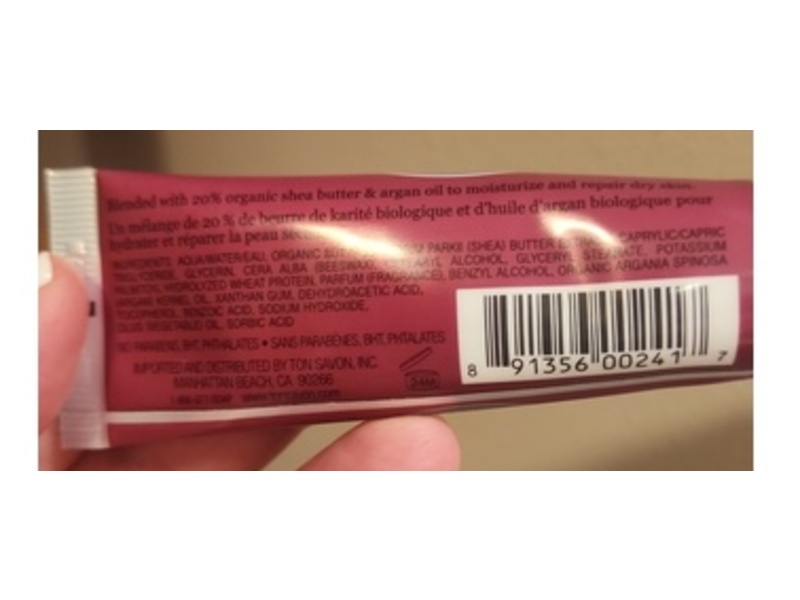 Blended with 20% organic shea butter & argan oil to moisturize and repair dry skin.
Un mélange de 20 % de beurre de karité biologique et d'huile d'argan biologique pour
hydrater et réparer la peau
INGREDIENTS AQUA/WATER/EAU, ORGANIC PARKII (SHEA) BUTTER CAPRYLIC/CAPRIC
TRIGLYCERIDE, GLYCERIN, CERA ALBA (BEESWAX), ALCOHOL, GLYCERYL STEARATE, POTASSIUM
HYDROLYZED WHEAT PROTEIN, PARFUM (FRAGRANCE), BENZYL ALCOHOL, ORGANIC ARGANIA SPINOSA
KERNEL OIL, XANTHAN GUM, DEHYDROACETIC ACID,
TOCOPHEROL, BENZOIC ACID, SODIUM HYDROXIDE,
OIL, SORBIC ACID
NO PARABENS, BHT, PHTHALATES • SANS PARABENES, BHT, PHTALATES
IMPORTED AND DISTRIBUTED BY TON SAVON, INC.
MANHATTAN BEACH, CA 90266
24M
8 91356 00241 7